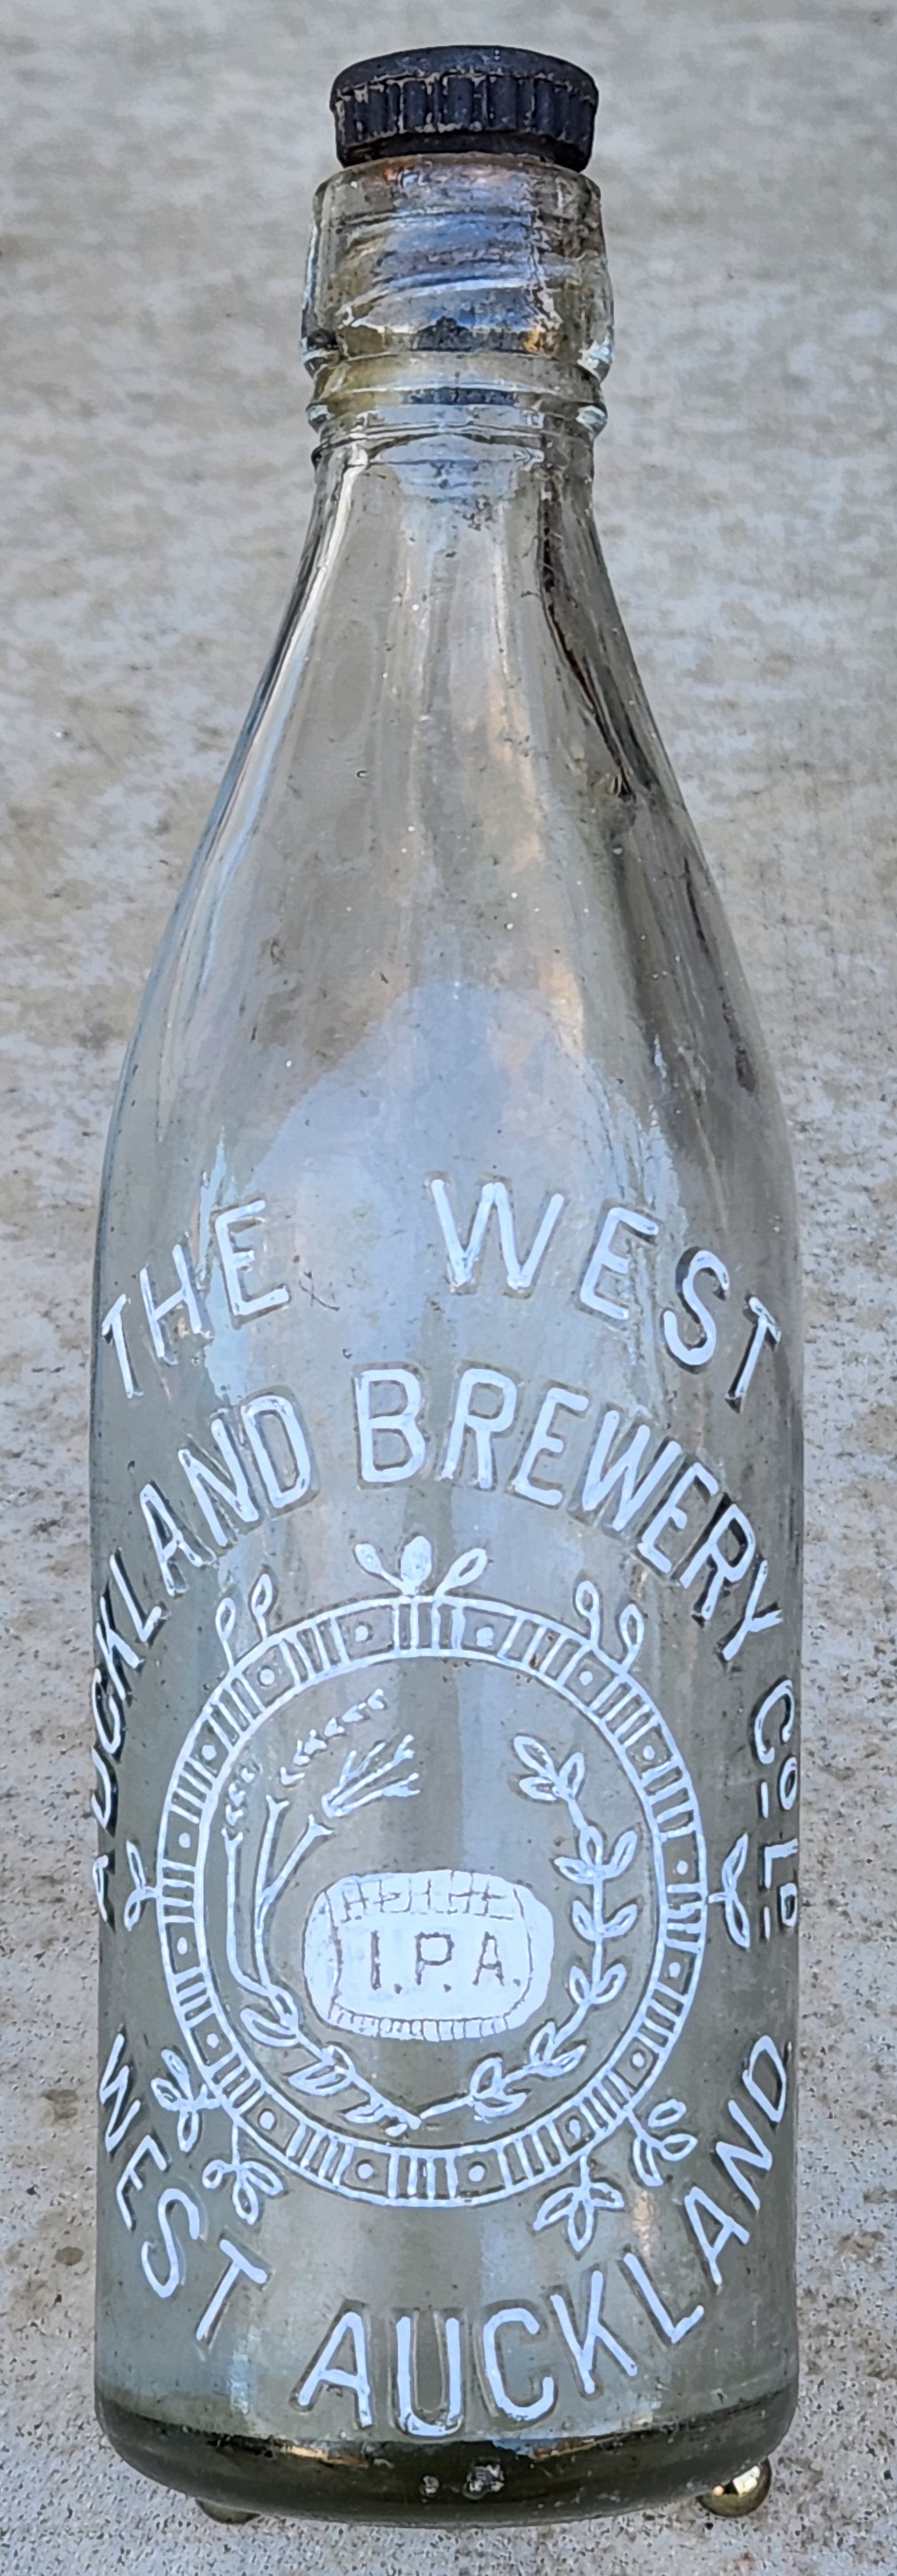 THE WEST
AUCKLAND BREWERY Co LD
I.P.A.
WEST AUCKLAND